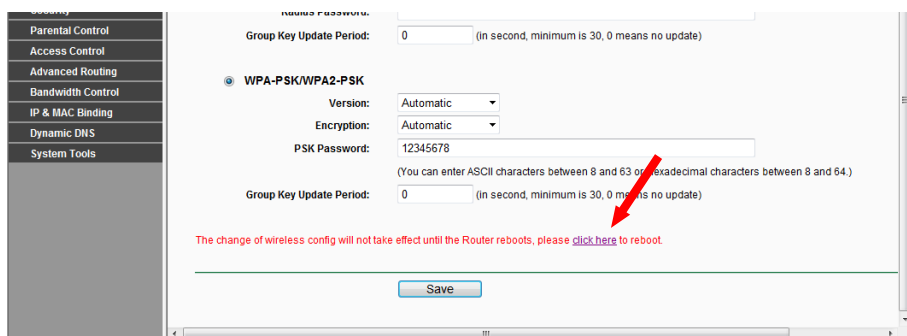 Security
Parental Control
Access Control
Advanced Routing
Bandwidth Control
IP & MAC Binding
Dynamic DNS
System Tools
Radius Password:
Group Key Update Period: 0 (in second, minimum is 30, 0 means no update)
WPA-PSK/WPA2-PSK
Version: Automatic
Encryption: Automatic
PSK Password: 12345678
(You can enter ASCII characters between 8 and 63 or hexadecimal characters between 8 and 64.)
Group Key Update Period: 0 (in second, minimum is 30, 0 means no update)
The change of wireless config will not take effect until the Router reboots, please click here to reboot.
Save